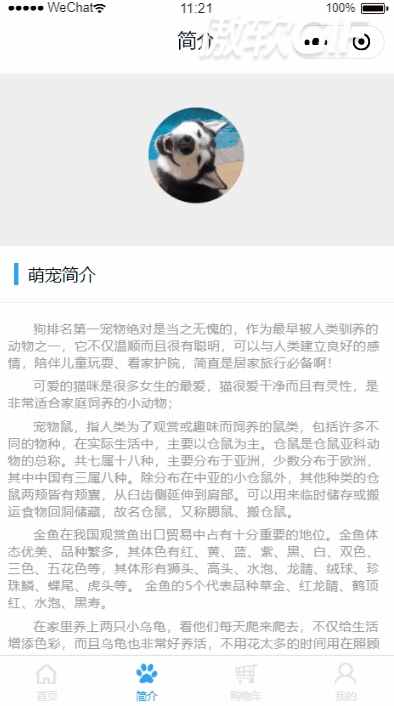 WeChat
11:21
100%
简介
傲软GIF
萌宠简介
狗排名第一宠物绝对是当之无愧的，作为最早被人类驯养的
动物之一，它不仅温顺而且很有聪明，可以与人类建立良好的感
情，陪伴儿童玩耍、看家护院，简直是居家旅行必备啊！
可爱的猫咪是很多女生的最爱，猫很爱干净而且有灵性，是
非常适合家庭饲养的小动物；
宠物鼠，指人类为了观赏或趣味而饲养的鼠类，包括许多不
同的物种，在实际生活中，主要以仓鼠为主。仓鼠是仓鼠亚科动
物的总称。共七属十八种，主要分布于亚洲，少数分布于欧洲，
其中中国有三属八种。除分布在中亚的小仓鼠外，其他种类的仓
鼠两颊皆有颊囊，从臼齿侧延伸到肩部。可以用来临时储存或搬
运食物回洞储藏，故名仓鼠，又称腮鼠、搬仓鼠。
金鱼在我国观赏鱼出口贸易中占有十分重要的地位。金鱼体
态优美、品种繁多，其体色有红、黄、蓝、紫、黑、白、双色、
三色、五花色等，其体形有狮头、高头、水泡、龙睛、绒球、珍
珠鳞、蝶尾、虎头等。 金鱼的5个代表品种草金、红龙睛、鹤顶
红、水泡、黑寿。
在家里养上两只小乌龟，看他们每天爬来爬去，不仅给生活
增添色彩，而且乌龟也非常好养活，不用花太多的时间用在照顾
首页
简介
购物车
我的